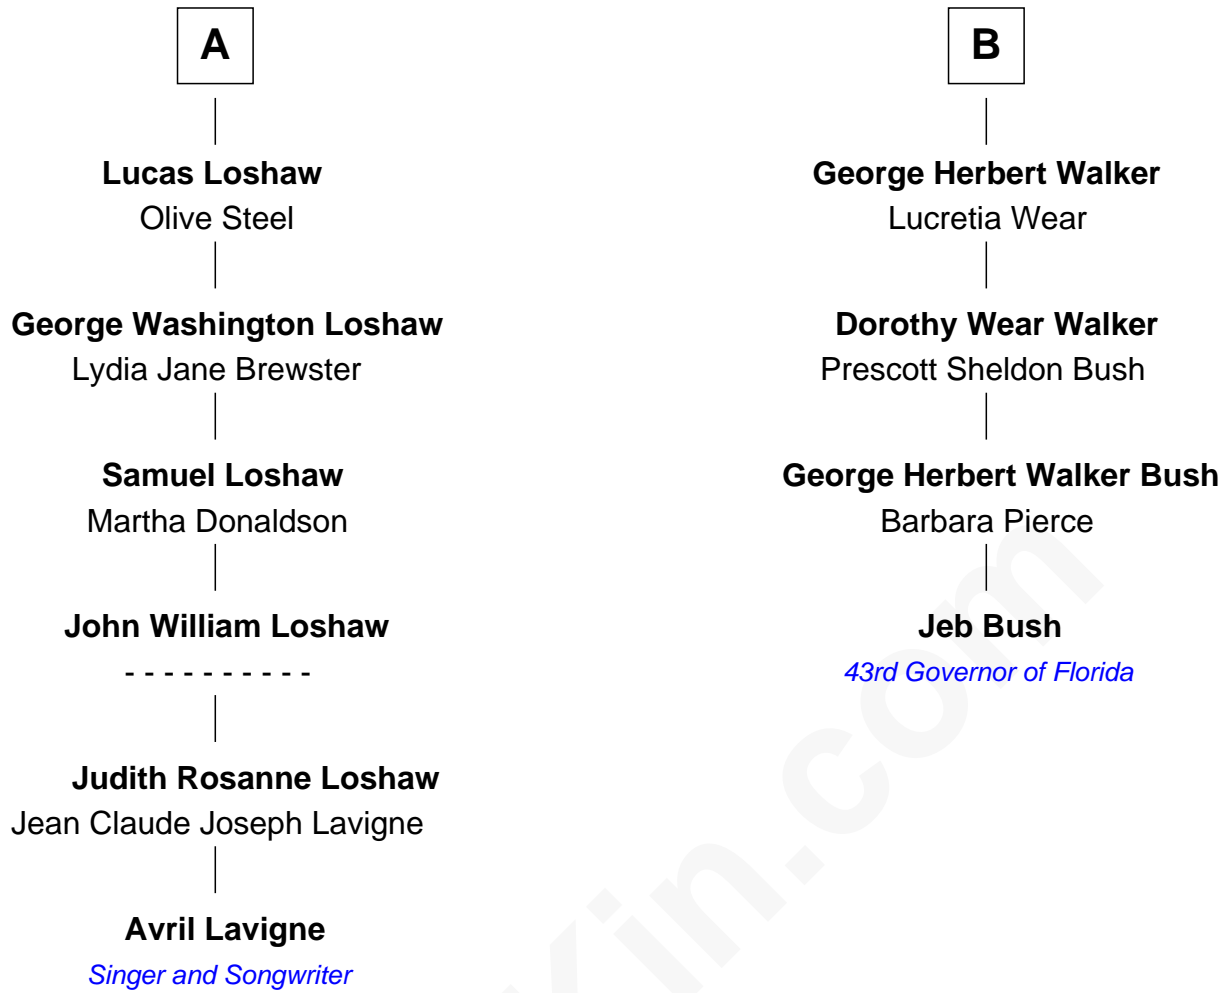 A
Lucas Loshaw
Olive Steel
George Washington Loshaw
Lydia Jane Brewster
Samuel Loshaw
Martha Donaldson
John William Loshaw
- - - - - - - - - -
Judith Rosanne Loshaw
Jean Claude Joseph Lavigne
Avril Lavigne
Singer and Songwriter
B
George Herbert Walker
Lucretia Wear
Dorothy Wear Walker
Prescott Sheldon Bush
George Herbert Walker Bush
Barbara Pierce
Jeb Bush
43rd Governor of Florida